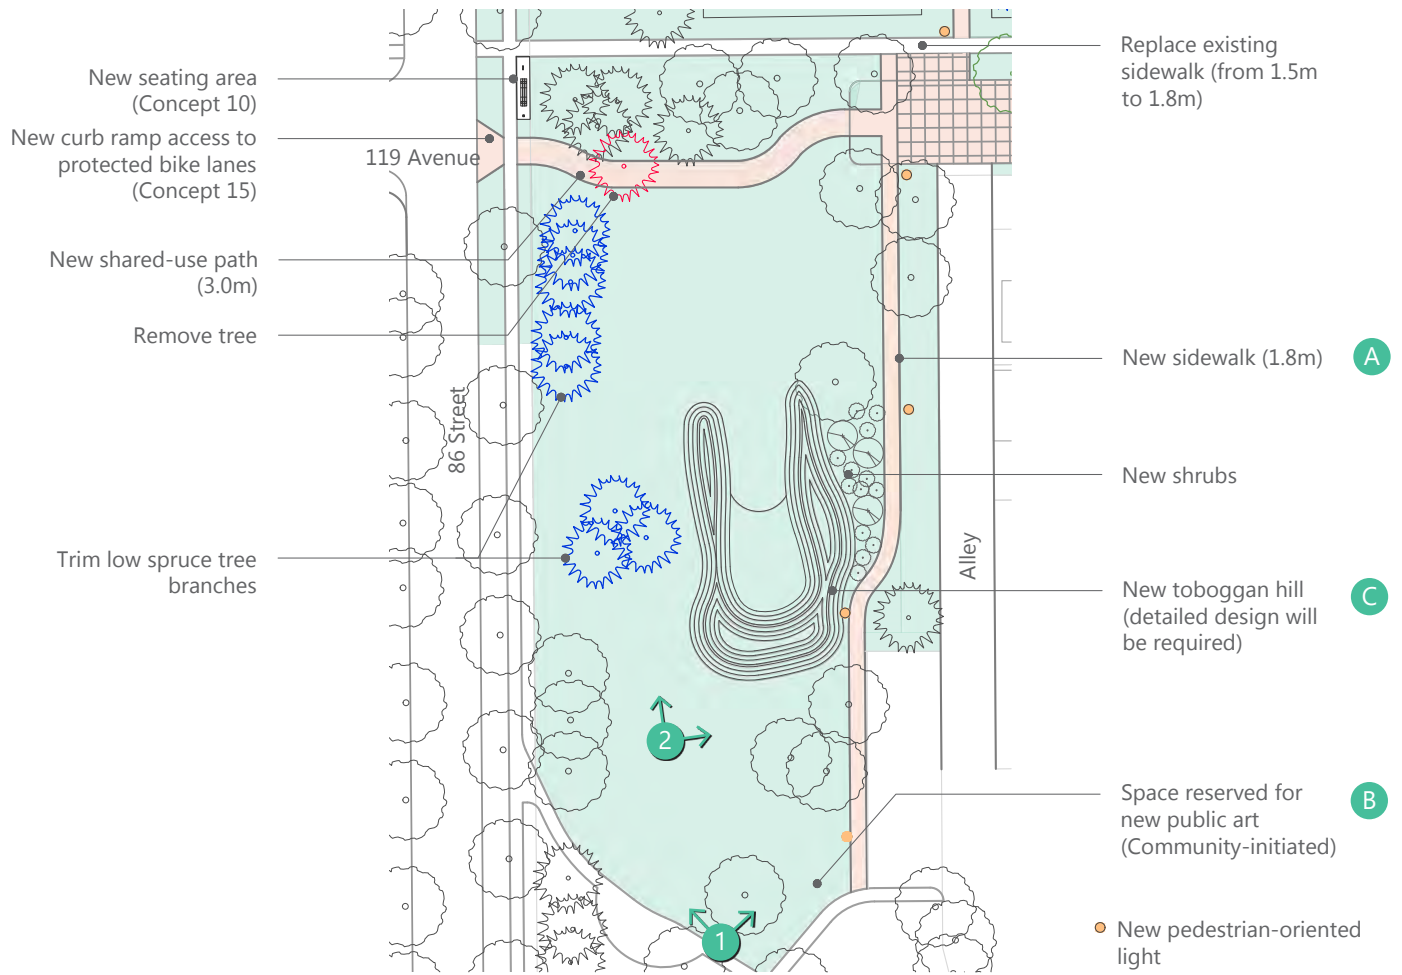 New seating area
(Concept 10)
New curb ramp access to
protected bike lanes
(Concept 15)
New shared-use path
(3.0m)
Remove tree
Trim low spruce tree
branches
119 Avenue
86 Street
Alley
2
1
Replace existing
sidewalk (from 1.5m
to 1.8m)
New sidewalk (1.8m)
A
New shrubs
New toboggan hill
(detailed design will
be required)
C
Space reserved for
new public art
(Community-initiated)
B
New pedestrian-oriented
light